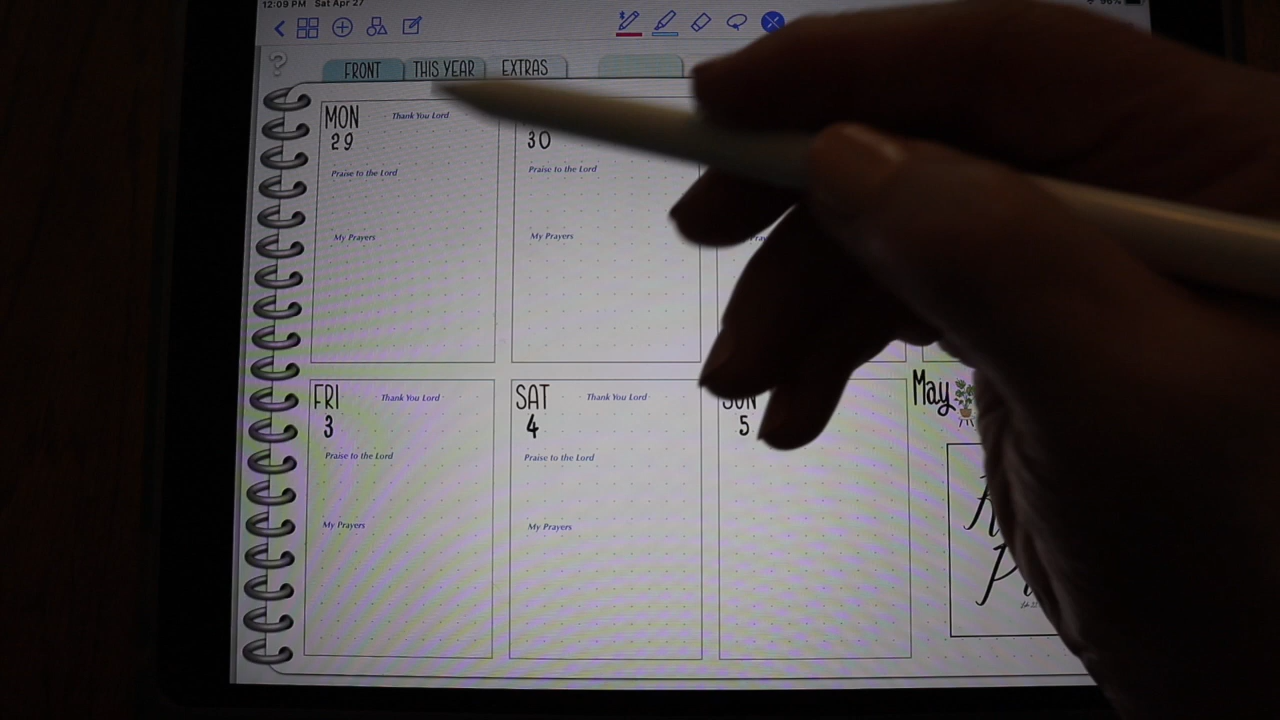 12:09 PM Sat Apr 27
96%
?
FRONT THIS YEAR EXTRAS
MON Thank You Lord
29
30
Praise to the Lord
Praise to the Lord
My Prayers
My Prayers
FRI Thank You Lord
3
SAT Thank You Lord
4
SUN
5
May
Praise to the Lord
Praise to the Lord
My Prayers
My Prayers